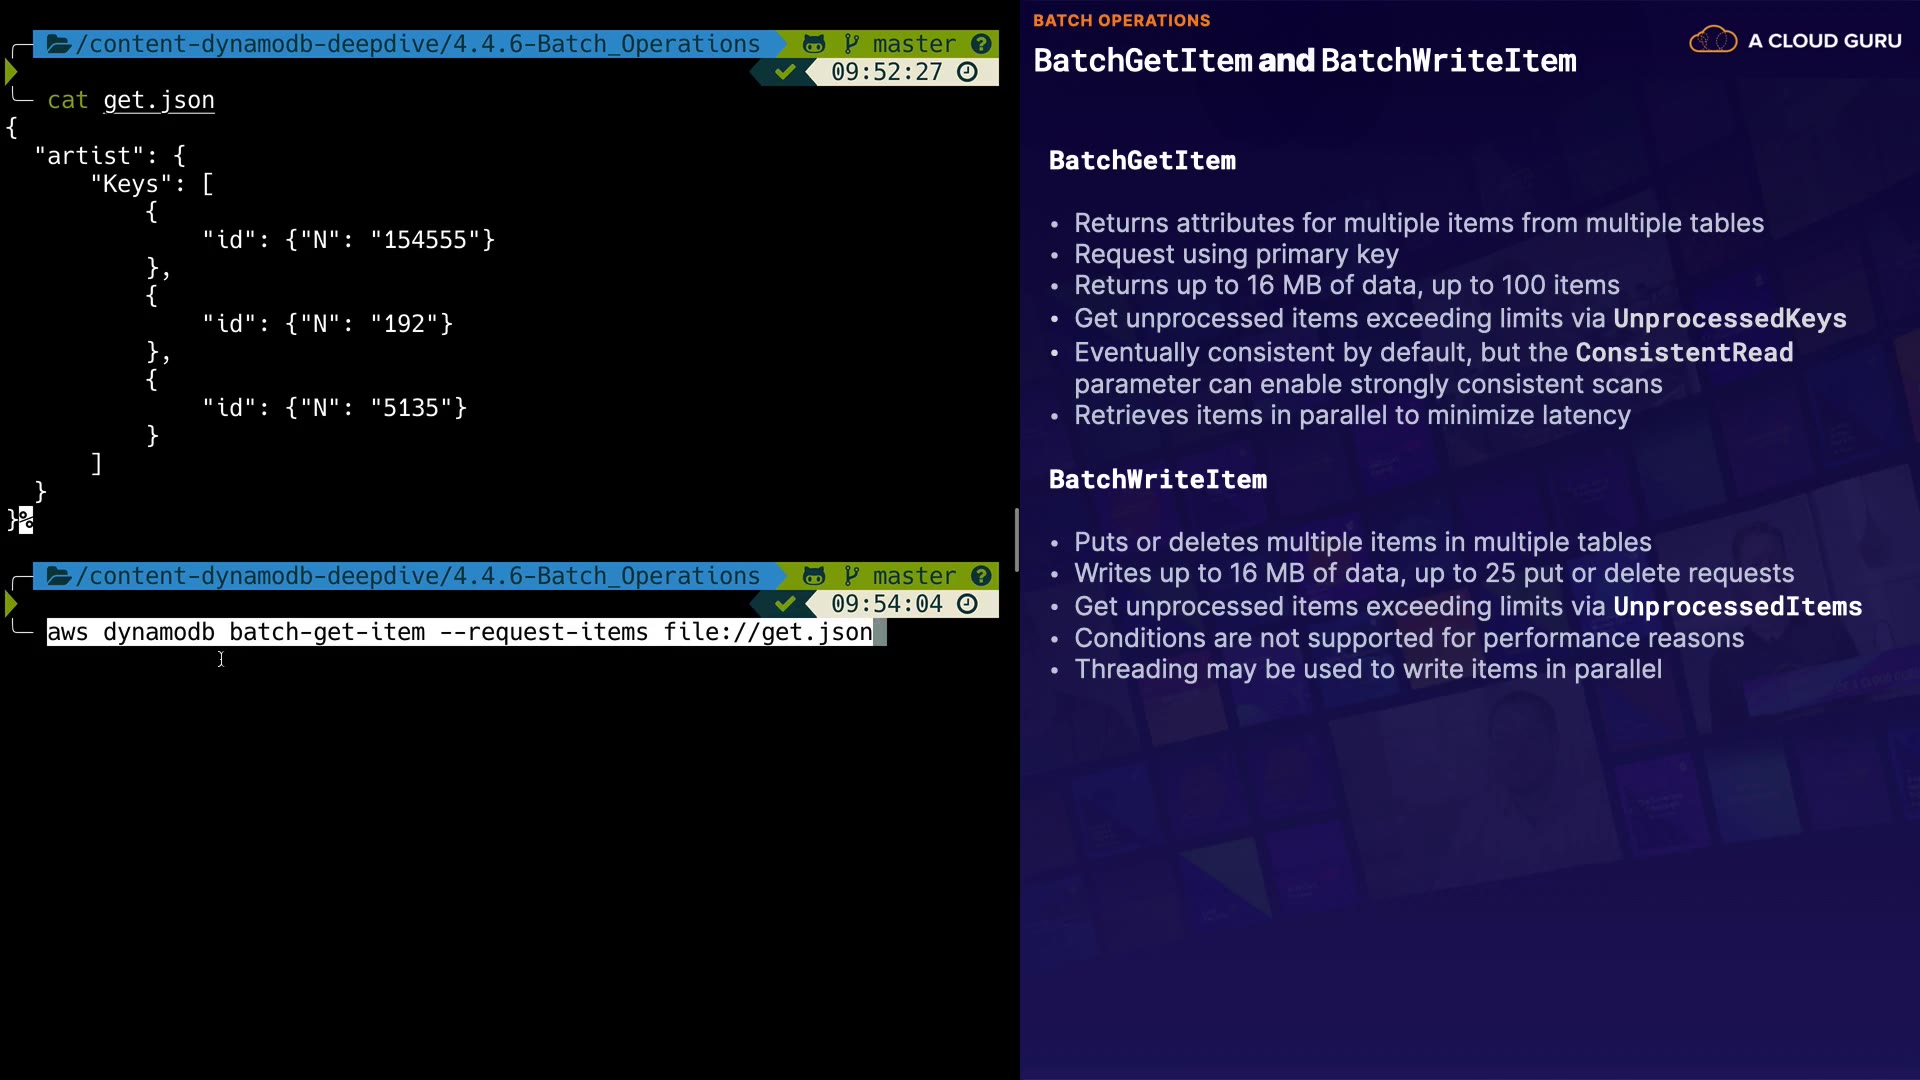 /content-dynamodb-deepdive/4.4.6-Batch_Operations master ?
09:52:27
cat get.json
{
"artist": {
"Keys": [
{
"id": {"N": "154555"}
},
{
"id": {"N": "192"}
},
{
"id": {"N": "5135"}
}
]
}
}%
/content-dynamodb-deepdive/4.4.6-Batch_Operations master ?
09:54:04
aws dynamodb batch-get-item --request-items file://get.json
BATCH OPERATIONS
BatchGetItem and BatchWriteItem
A CLOUD GURU
BatchGetItem
• Returns attributes for multiple items from multiple tables
• Request using primary key
• Returns up to 16 MB of data, up to 100 items
• Get unprocessed items exceeding limits via UnprocessedKeys
• Eventually consistent by default, but the ConsistentRead
parameter can enable strongly consistent scans
• Retrieves items in parallel to minimize latency
BatchWriteItem
• Puts or deletes multiple items in multiple tables
• Writes up to 16 MB of data, up to 25 put or delete requests
• Get unprocessed items exceeding limits via UnprocessedItems
• Conditions are not supported for performance reasons
• Threading may be used to write items in parallel